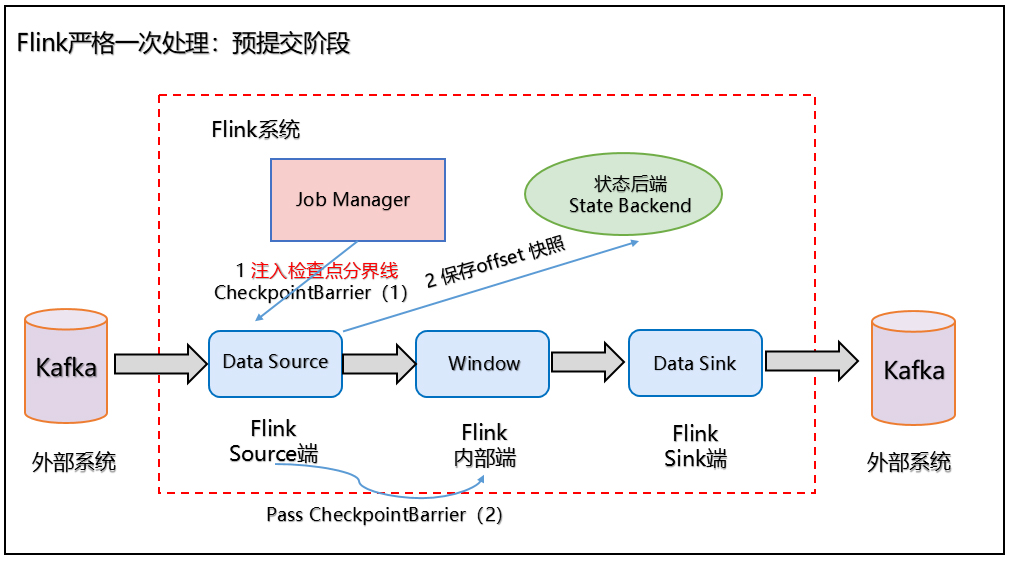 Flink严格一次处理：预提交阶段
Flink系统
Job Manager
状态后端
State Backend
1 注入检查点分界线
CheckpointBarrier（1）
2 保存offset 快照
Kafka
Data Source
Window
Data Sink
Kafka
外部系统
Flink
Source端
Flink
内部端
Flink
Sink端
外部系统
Pass CheckpointBarrier（2）